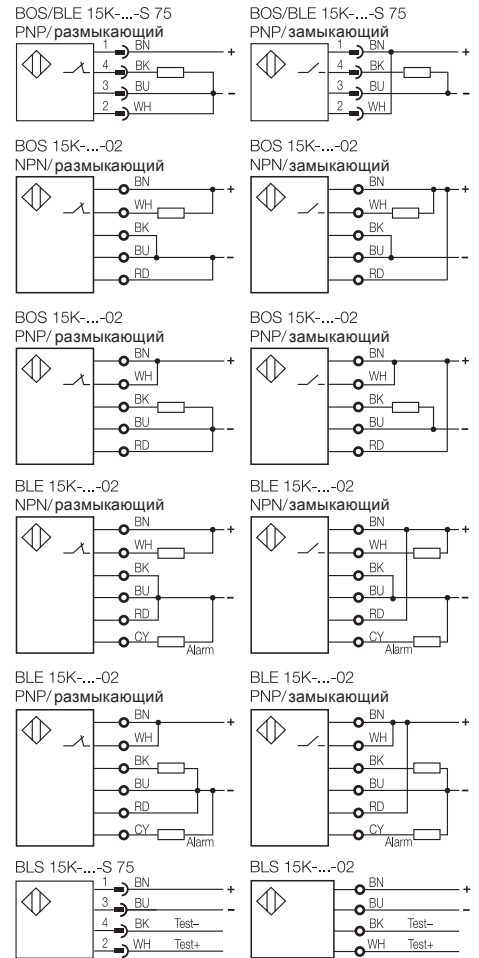 BOS/BLE 15K-...-S 75
PNP/размыкающий
1 BN +
4 BK
3 BU –
2 WH
BOS/BLE 15K-...-S 75
PNP/замыкающий
1 BN +
4 BK
3 BU –
2 WH
BOS 15K-...-02
NPN/размыкающий
BN +
WH
BK
BU –
RD
BOS 15K-...-02
NPN/замыкающий
BN +
WH
BK
BU –
RD
BOS 15K-...-02
PNP/размыкающий
BN +
WH
BK
BU –
RD
BOS 15K-...-02
PNP/замыкающий
BN +
WH
BK
BU –
RD
BLE 15K-...-02
NPN/размыкающий
BN +
WH
BK
BU –
RD
CY
Alarm
BLE 15K-...-02
NPN/замыкающий
BN +
WH
BK
BU –
RD
CY
Alarm
BLE 15K-...-02
PNP/размыкающий
BN +
WH
BK
BU –
RD
CY
Alarm
BLE 15K-...-02
PNP/замыкающий
BN +
WH
BK
BU –
RD
CY
Alarm
BLS 15K-...-S 75
1 BN +
3 BU –
4 BK Test–
2 WH Test+
BLS 15K-...-02
BN +
BU –
BK Test–
WH Test+